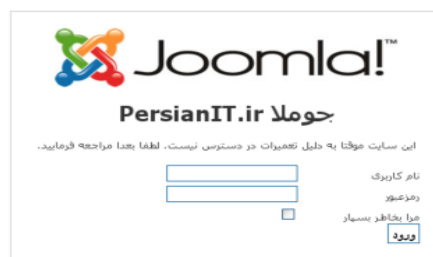 Joomla!™
جوملا PersianIT.ir
این سایت موقتا به دلیل تعمیرات در دسترس نیست. لطفا بعدا مراجعه فرمایید.
نام کاربری
رمزعبور
مرا بخاطر بسپار
ورود